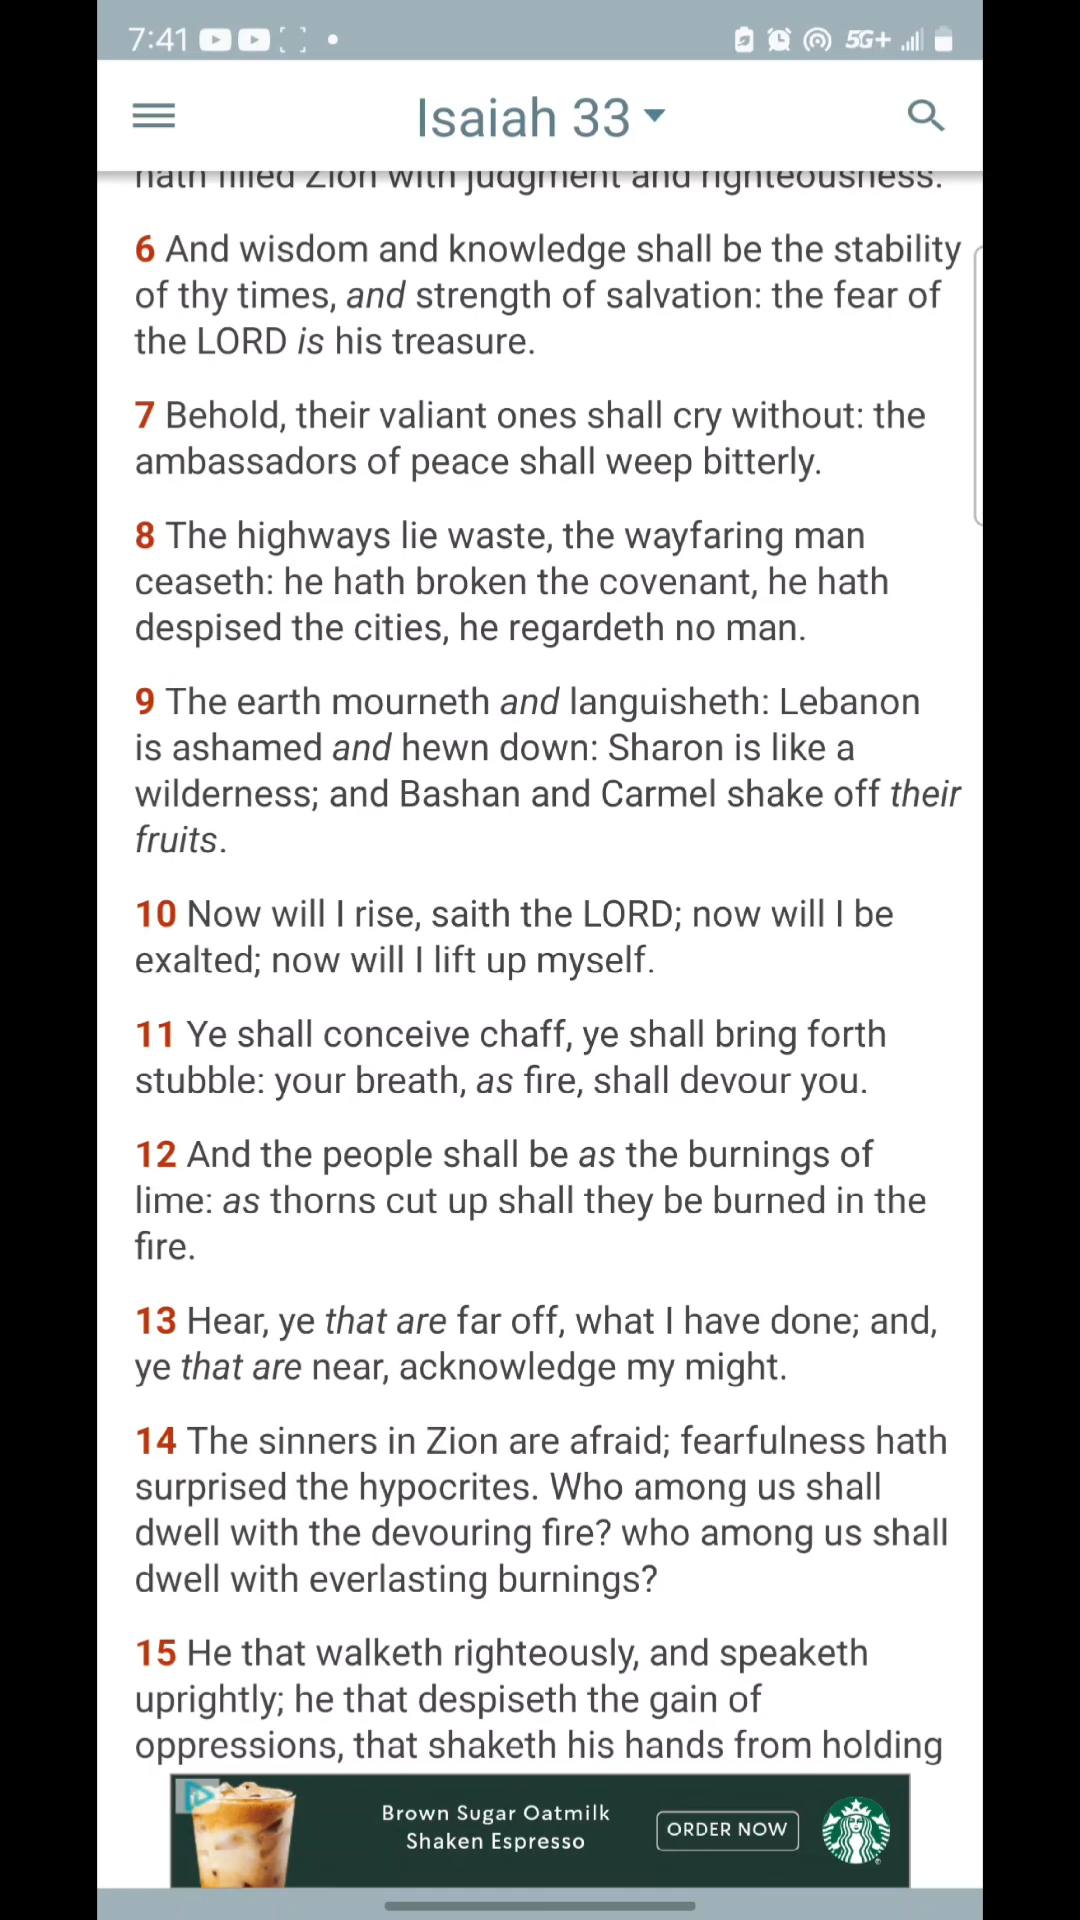 7:41
5G+
Isaiah 33
hath filled Zion with judgment and righteousness.
6 And wisdom and knowledge shall be the stability
of thy times, and strength of salvation: the fear of
the LORD is his treasure.
7 Behold, their valiant ones shall cry without: the
ambassadors of peace shall weep bitterly.
8 The highways lie waste, the wayfaring man
ceaseth: he hath broken the covenant, he hath
despised the cities, he regardeth no man.
9 The earth mourneth and languisheth: Lebanon
is ashamed and hewn down: Sharon is like a
wilderness; and Bashan and Carmel shake off their
fruits.
10 Now will I rise, saith the LORD; now will I be
exalted; now will I lift up myself.
11 Ye shall conceive chaff, ye shall bring forth
stubble: your breath, as fire, shall devour you.
12 And the people shall be as the burnings of
lime: as thorns cut up shall they be burned in the
fire.
13 Hear, ye that are far off, what I have done; and,
ye that are near, acknowledge my might.
14 The sinners in Zion are afraid; fearfulness hath
surprised the hypocrites. Who among us shall
dwell with the devouring fire? who among us shall
dwell with everlasting burnings?
15 He that walketh righteously, and speaketh
uprightly; he that despiseth the gain of
oppressions, that shaketh his hands from holding
Brown Sugar Oatmilk
Shaken Espresso
ORDER NOW